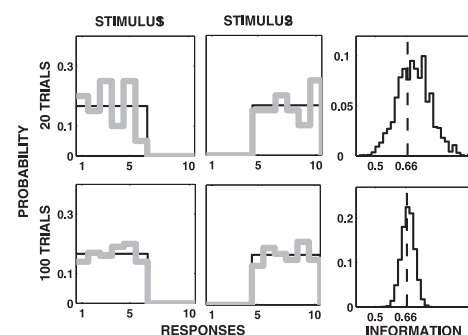 STIMULUS STIMULUS
0.3
0.1
0
1 5 10
1 5 10
0.1
0.05
0
0.5 0.66
20 TRIALS
PROBABILITY
0.3
0.1
0
1 5 10
1 5 10
0.2
0.1
0
0.5 0.66
100 TRIALS
RESPONSES
INFORMATION